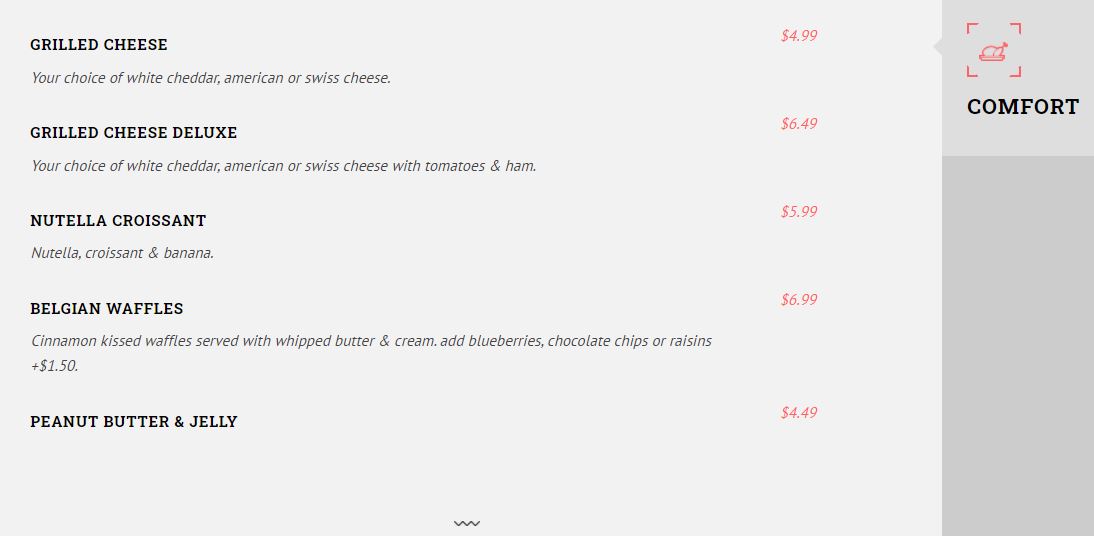 GRILLED CHEESE $4.99
Your choice of white cheddar, american or swiss cheese.
GRILLED CHEESE DELUXE $6.49
Your choice of white cheddar, american or swiss cheese with tomatoes & ham.
NUTELLA CROISSANT $5.99
Nutella, croissant & banana.
BELGIAN WAFFLES $6.99
Cinnamon kissed waffles served with whipped butter & cream. add blueberries, chocolate chips or raisins
+$1.50.
PEANUT BUTTER & JELLY $4.49
COMFORT